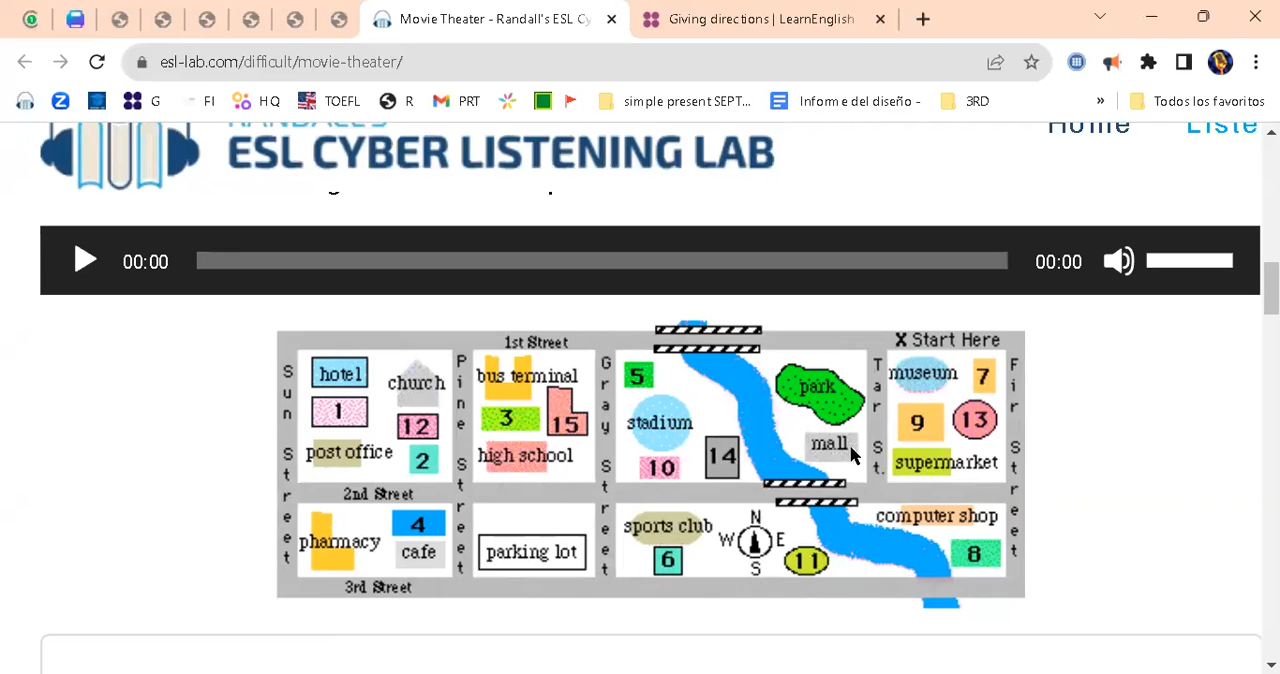 Movie Theater - Randall's ESL Cy
Giving directions | LearnEnglish
esl-lab.com/difficult/movie-theater/
G
FI
H Q
TOEFL
R
PRT
simple present SEPT...
Informe del diseño -
3RD
»
Todos los favoritos
RANDALL'S
ESL CYBER LISTENING LAB
Home
Liste
00:00
00:00
1st Street
X Start Here
Sun Street
hotel
church
1
12
post office
2
Pine Street
bus terminal
3
15
high school
Gray Street
5
stadium
10
14
park
mall
Tar St.
museum
7
9
13
supermarket
Fir Street
2nd Street
pharmacy
4
cafe
parking lot
sports club
6
N
W
E
S
11
computer shop
8
3rd Street